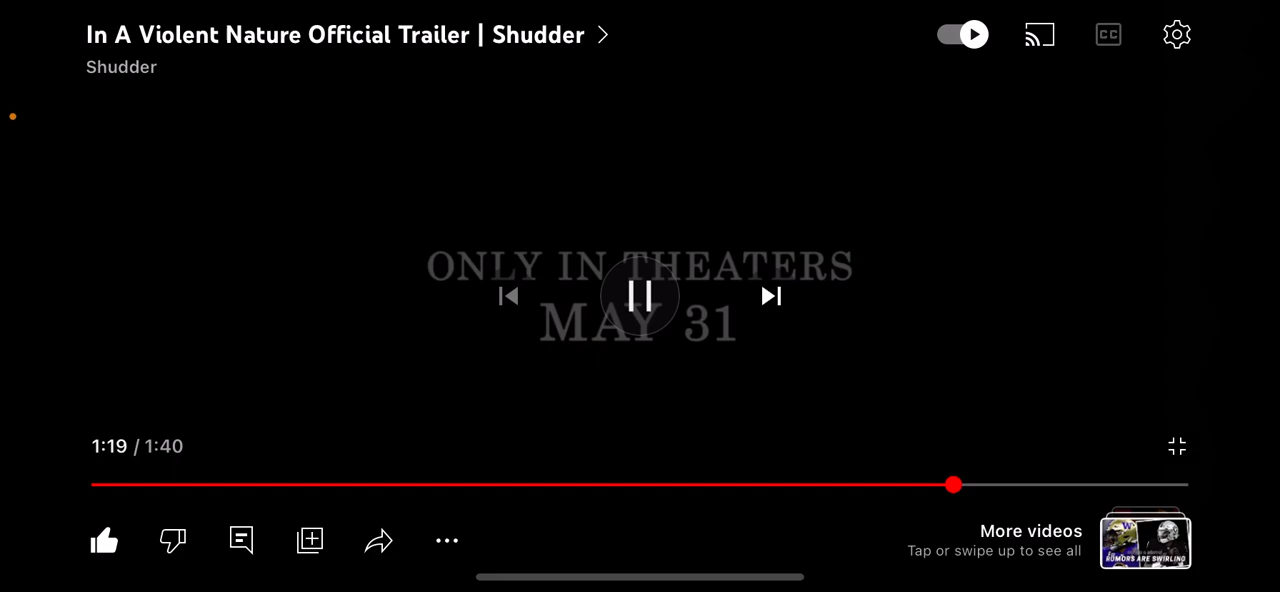 In A Violent Nature Official Trailer | Shudder
Shudder
CC
ONLY IN THEATERS
MAY 31
1:19 / 1:40
More videos
Tap or swipe up to see all
RUMORS ARE SWIRLING